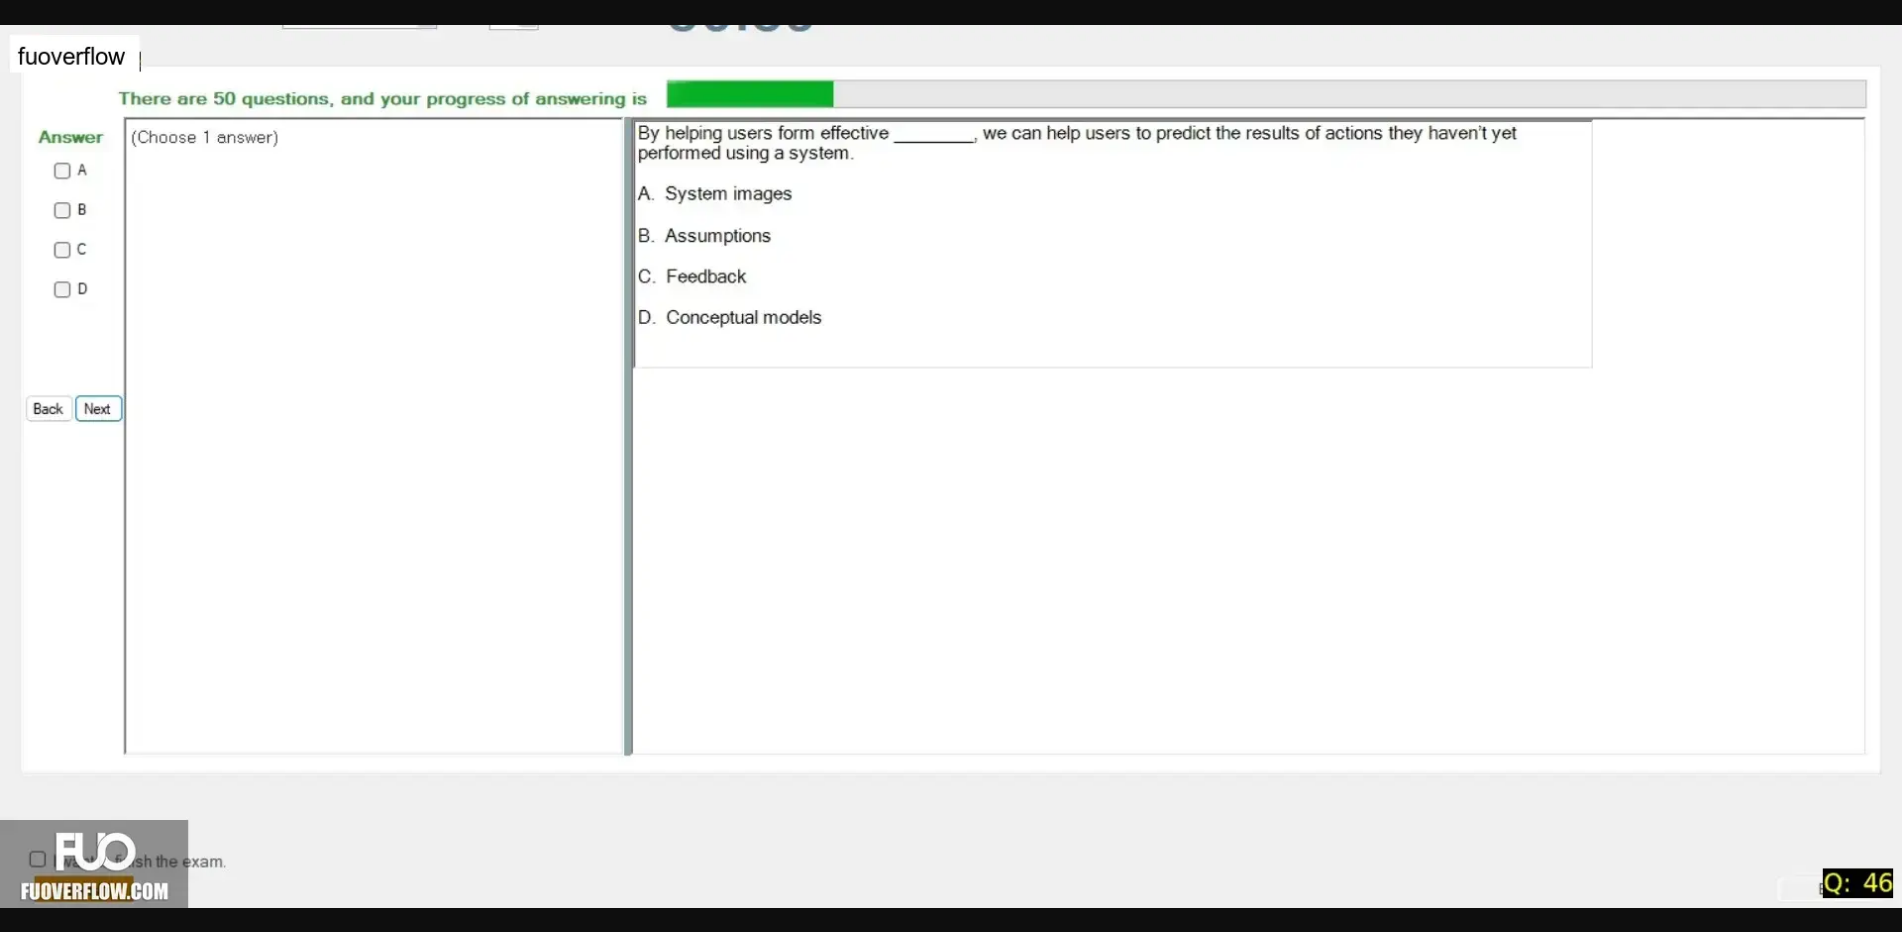 fuoverflow
There are 50 questions, and your progress of answering is
Answer
(Choose 1 answer)
A
B
C
D
Back Next
By helping users form effective ________, we can help users to predict the results of actions they haven't yet
performed using a system.
A. System images
B. Assumptions
C. Feedback
D. Conceptual models
FUO
sh the exam.
FUOVERFLOW.COM
Q: 46